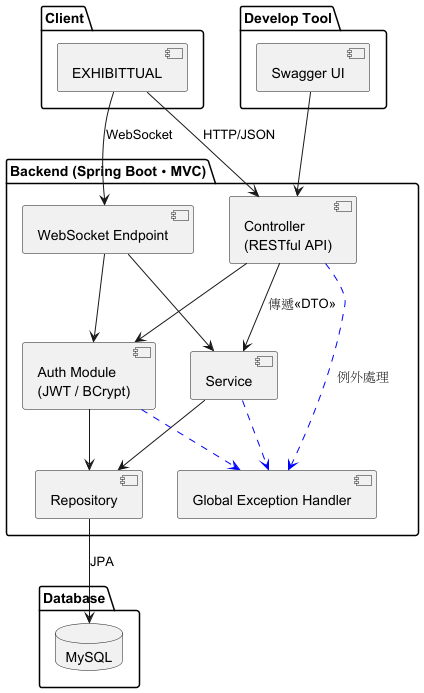 Client
EXHIBITTUAL
Develop Tool
Swagger UI
WebSocket
HTTP/JSON
Backend (Spring Boot・MVC)
WebSocket Endpoint
Controller
(RESTful API)
傳遞«DTO»
Auth Module
(JWT / BCrypt)
Service
例外處理
Repository
Global Exception Handler
JPA
Database
MySQL